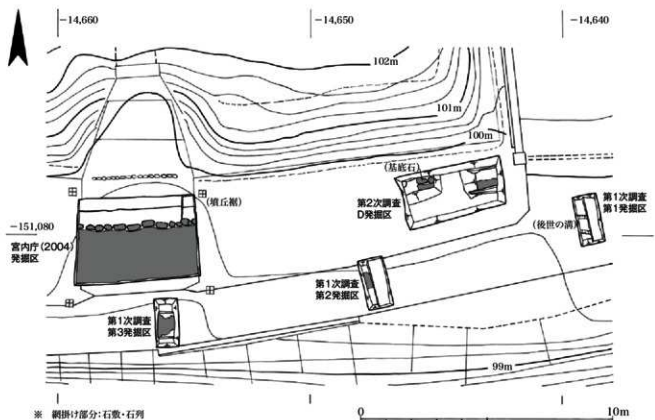 −14,660
−14,650
−14,640
102m
101m
100m
(基底石)
第2次調査
D発掘区
第1次調査
第1発掘区
(墳丘裾)
−151,080
宮内庁(2004)
発掘区
(後世の溝)
第1次調査
第2発掘区
第1次調査
第3発掘区
99m
※ 網掛け部分:石敷・石列
0
10m